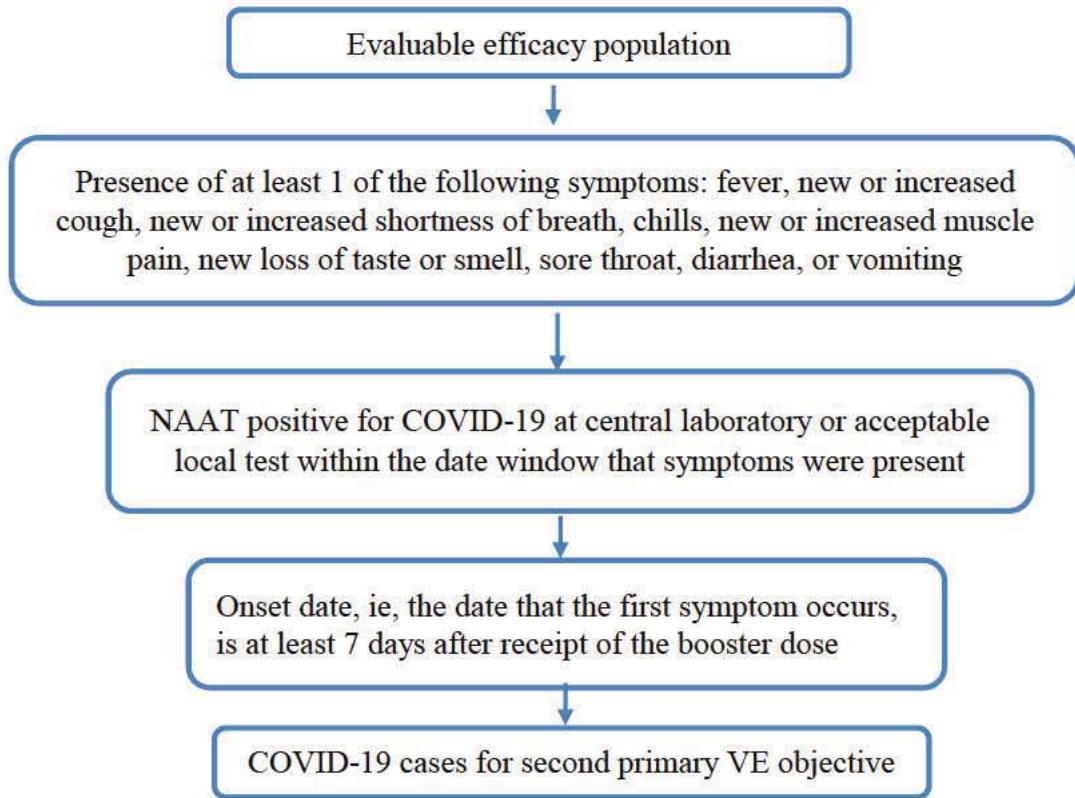 Evaluable efficacy population
Presence of at least 1 of the following symptoms: fever, new or increased
cough, new or increased shortness of breath, chills, new or increased muscle
pain, new loss of taste or smell, sore throat, diarrhea, or vomiting
NAAT positive for COVID-19 at central laboratory or acceptable
local test within the date window that symptoms were present
Onset date, ie, the date that the first symptom occurs,
is at least 7 days after receipt of the booster dose
COVID-19 cases for second primary VE objective